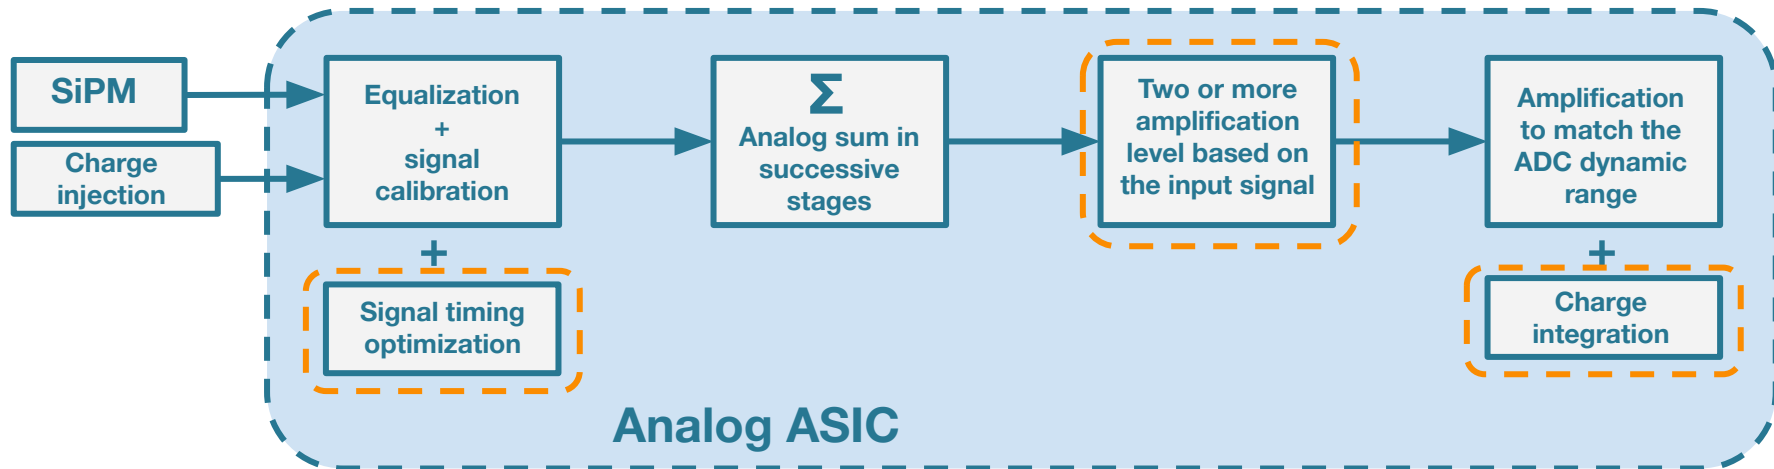 SiPM
Charge
injection
Equalization
+
signal
calibration
+
Signal timing
optimization
Σ
Analog sum in
successive
stages
Two or more
amplification
level based on
the input signal
Amplification
to match the
ADC dynamic
range
+
Charge
integration
Analog ASIC